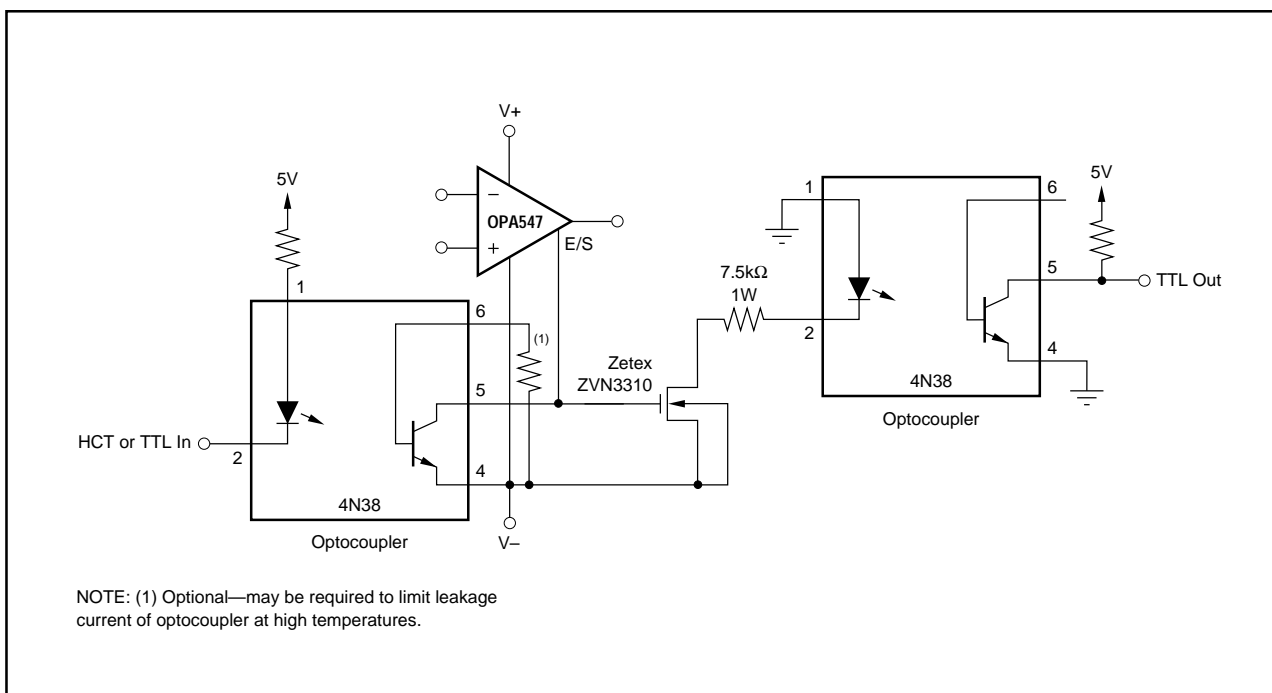 V+
5V
–
OPA547
+
E/S
1
6
(1)
5
HCT or TTL In
2
4
4N38
Optocoupler
V–
Zetex
ZVN3310
7.5kΩ
1W
1
2
6
5V
5
TTL Out
4
4N38
Optocoupler
NOTE: (1) Optional—may be required to limit leakage
current of optocoupler at high temperatures.